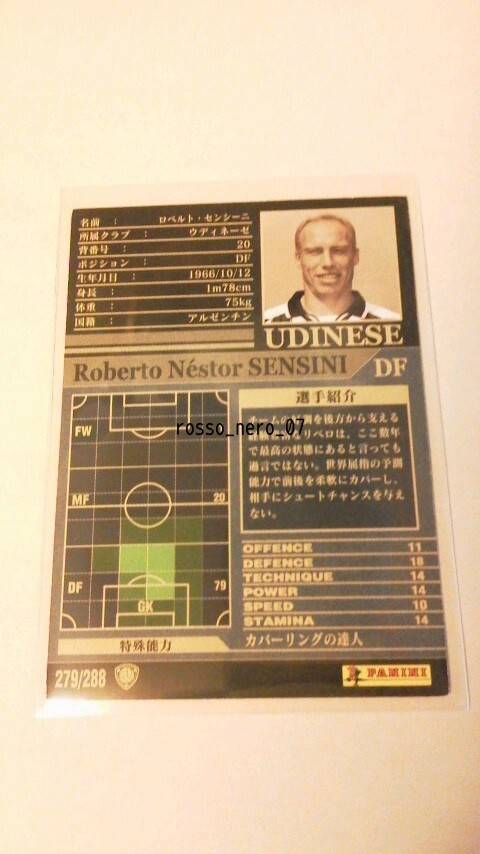 名前 : ロベルト・センシーニ
所属クラブ : ウディネーゼ
背番号 : 20
ポジション : DF
生年月日 : 1966/10/12
身長 : 1m78cm
体重 : 75kg
国籍 : アルゼンチン
UDINESE
Roberto Néstor SENSINI DF
選手紹介
チームの
を後方から支える
リベロは、ここ数年
で最高の状態にあると言っても
過言ではない。世界屈指の予測
能力で前後を柔軟にカバーし、
相手にシュートチャンスを与え
ない。
rosso_nero_07
FW
MF 20
DF 79
GK
OFFENCE 11
DEFENCE 18
TECHNIQUE 14
POWER 14
SPEED 10
STAMINA 14
特殊能力 カバーリングの達人
279/288
PANINI